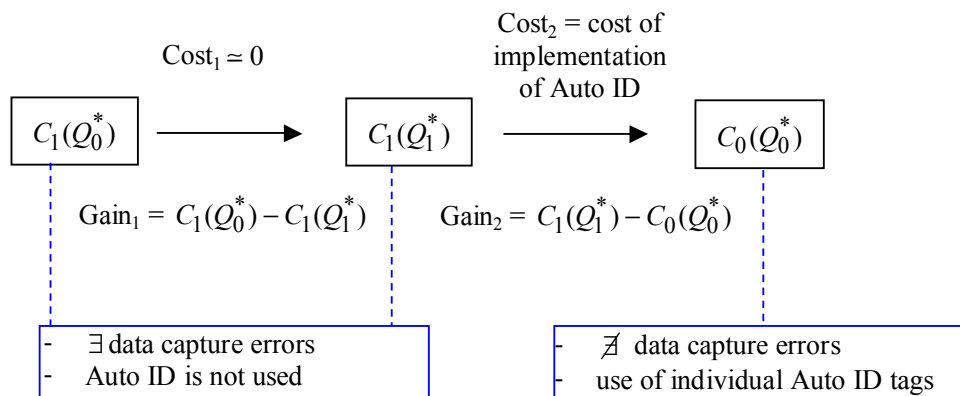 Cost₂ = cost of
implementation
of Auto ID
Cost₁ ≃ 0
C₁(Q₀*)
C₁(Q₁*)
C₀(Q₀*)
Gain₁ = C₁(Q₀*) − C₁(Q₁*)
Gain₂ = C₁(Q₁*) − C₀(Q₀*)
- ∃ data capture errors
- Auto ID is not used
- ∄ data capture errors
- use of individual Auto ID tags